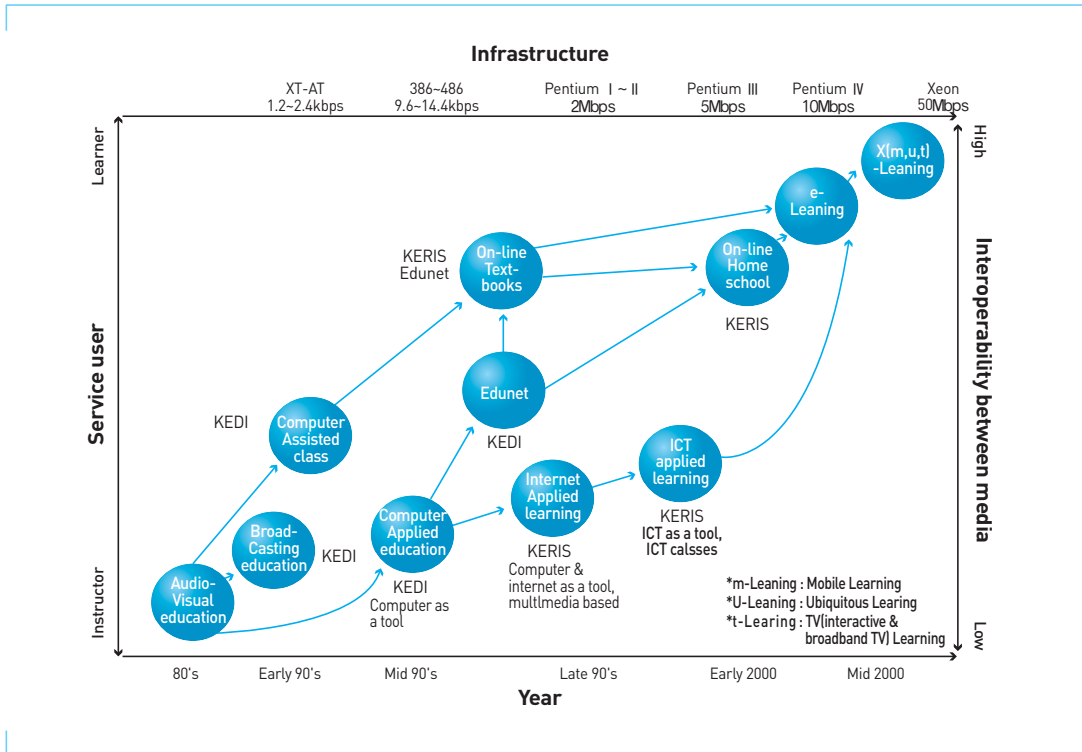 Infrastructure
XT-AT
1.2~2.4kbps
386~486
9.6~14.4kbps
Pentium Ⅰ ~ Ⅱ
2Mbps
Pentium Ⅲ
5Mbps
Pentium Ⅳ
10Mbps
Xeon
50Mbps
Learner
Service user
Instructor
High
Interoperability between media
Low
X(m,u,t)
-Leaning
e-
Leaning
KERIS
Edunet
On-line
Text-
books
On-line
Home
school
KERIS
Edunet
KEDI
KEDI
Computer
Assisted
class
ICT
applied
learning
KERIS
ICT as a tool,
ICT calsses
Internet
Applied
learning
KERIS
Computer &
internet as a tool,
multlmedia based
Computer
Applied
education
KEDI
Computer as
a tool
Broad-
Casting
education
KEDI
Audio-
Visual
education
*m-Leaning : Mobile Learning
*U-Leaning : Ubiquitous Learing
*t-Learing : TV(interactive &
broadband TV) Learning
80's
Early 90's
Mid 90's
Late 90's
Early 2000
Mid 2000
Year